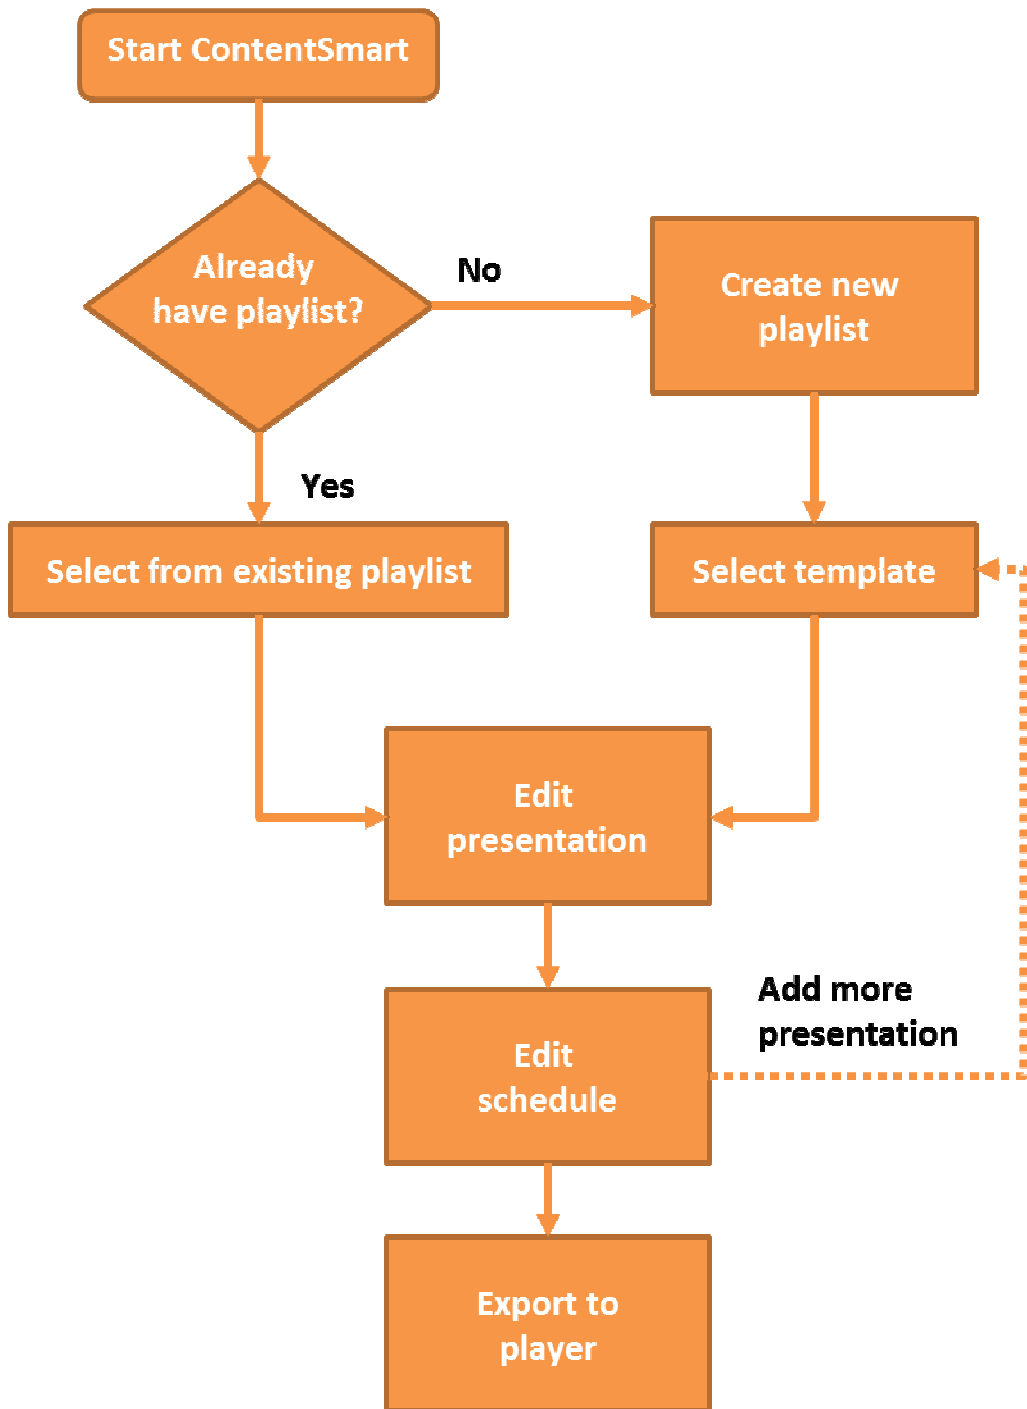 Start ContentSmart
Already
have playlist?
No
Create new
playlist
Yes
Select from existing playlist
Select template
Edit
presentation
Add more
presentation
Edit
schedule
Export to
player